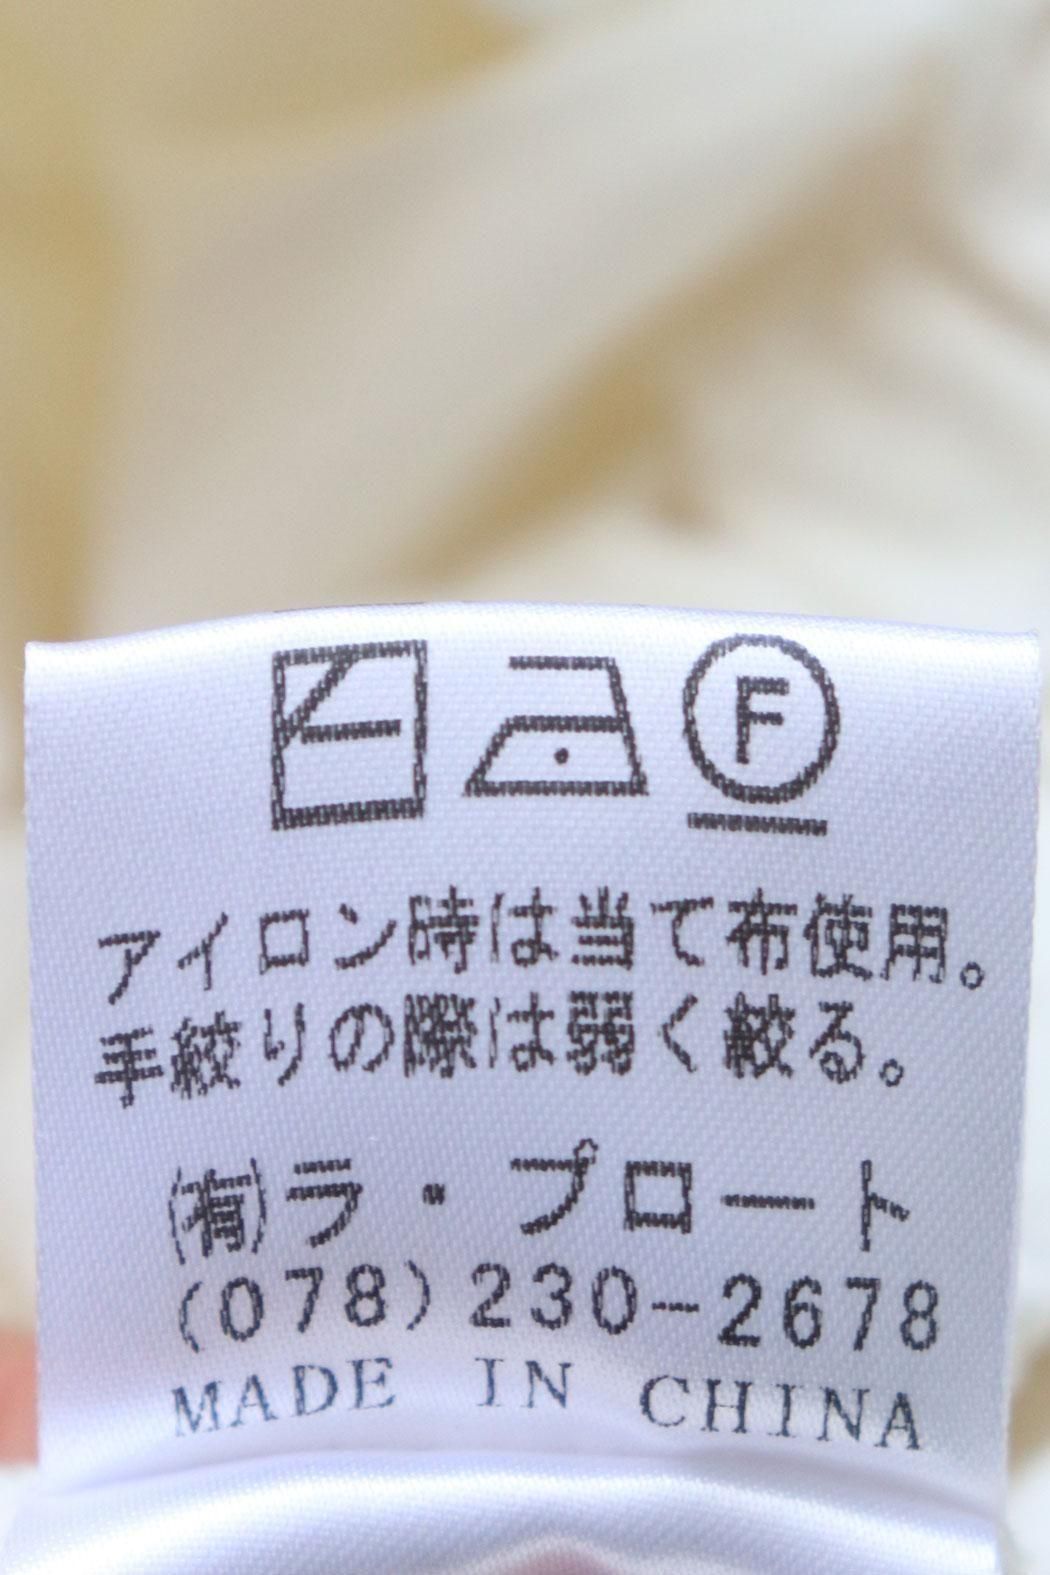 F
アイロン時は当て布使用。
手絞りの際は弱く絞る。
(有)ラ・プロート
(078)230-2678
MADE IN CHINA